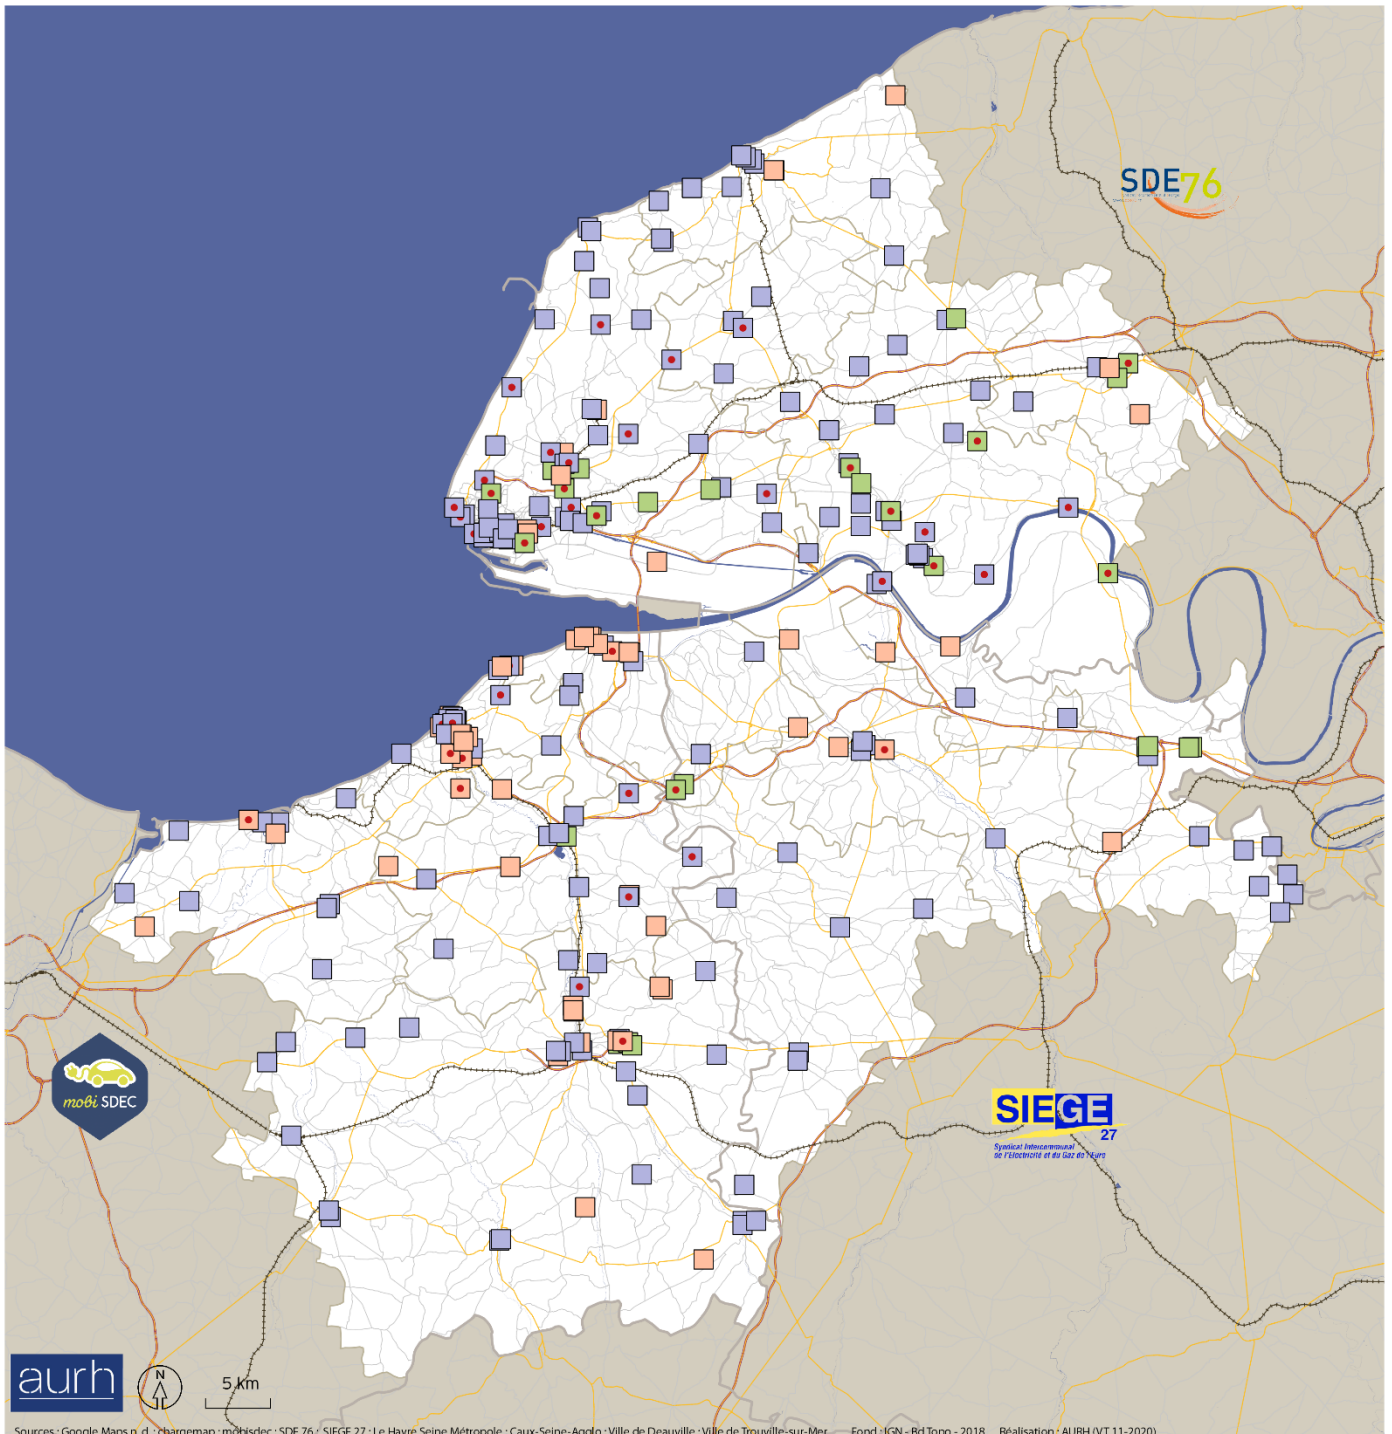 SDE76
mobi SDEC
SIEGE
27
Syndicat Intercommunal
de l'Electricité et du Gaz de l'Eure
aurh
N
5 km
Sources : Google Maps n. d. ; chargemap ; mobisdec ; SDE 76 ; SIEGE 27 ; Le Havre Seine Métropole ; Caux-Seine-Agglo ; Ville de Deauville ; Ville de Trouville-sur-Mer Fond : IGN - Bd Topo - 2018 Réalisation : AURH (VT 11-2020)